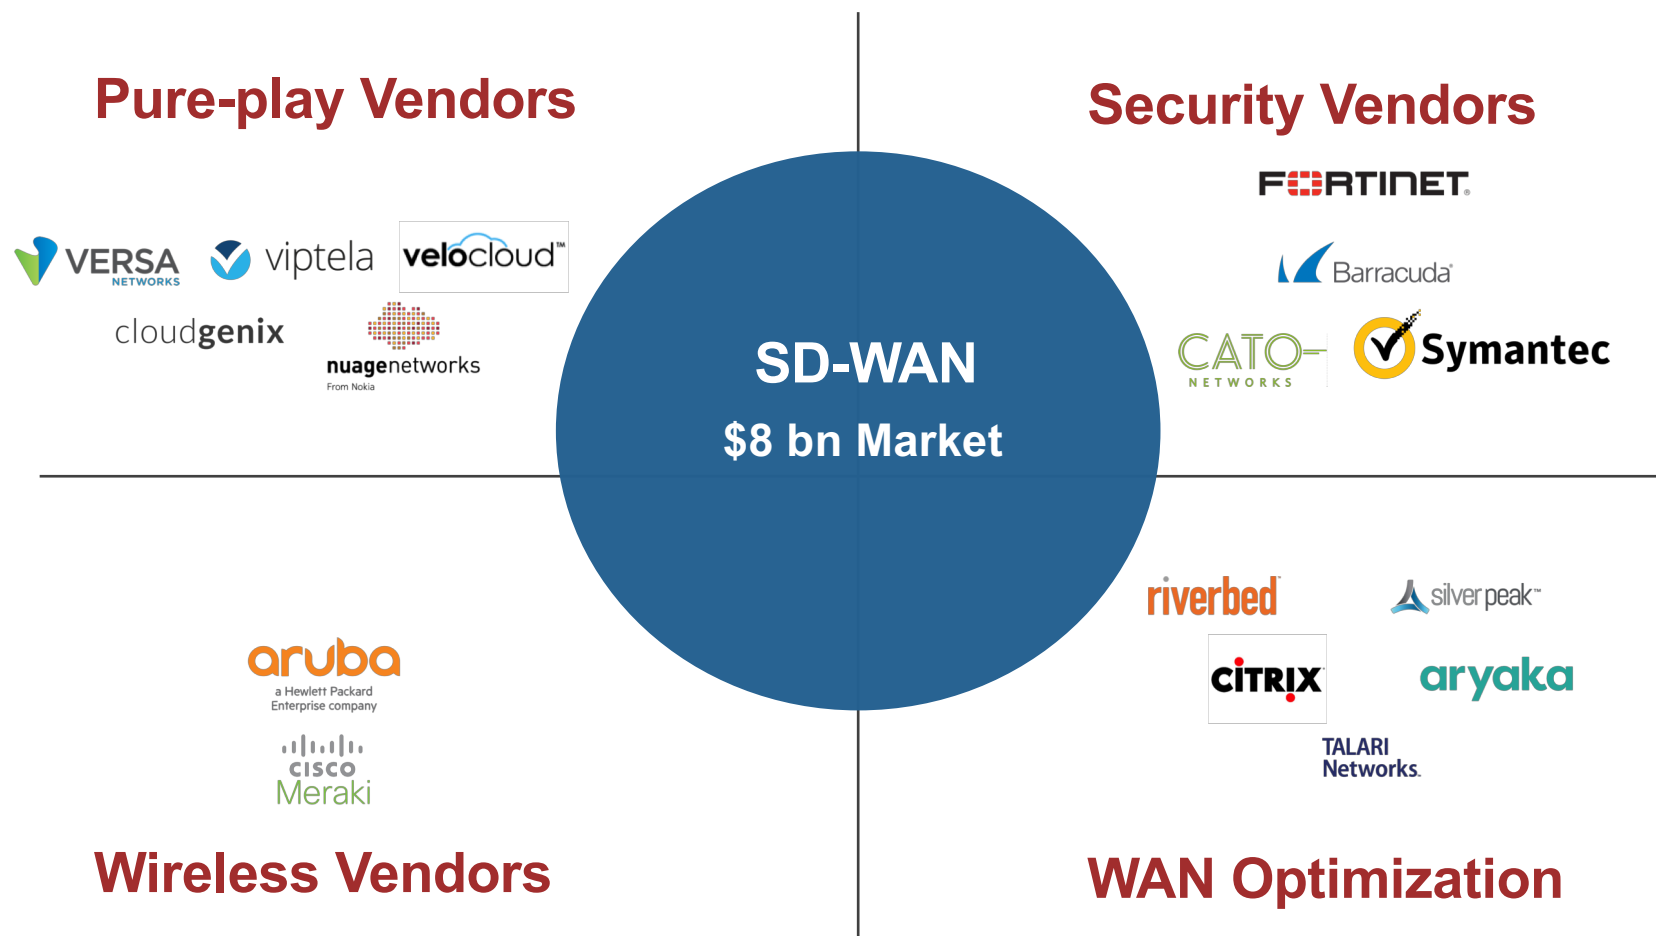 Pure-play Vendors
VERSA
NETWORKS
viptela
velocloud™
cloudgenix
nuagenetworks
From Nokia
Security Vendors
FORTINET®
Barracuda®
CATO
NETWORKS
Symantec
SD-WAN
$8 bn Market
aruba
a Hewlett Packard
Enterprise company
CISCO
Meraki
Wireless Vendors
riverbed
silver peak™
CITRIX
aryaka
TALARI
Networks.
WAN Optimization